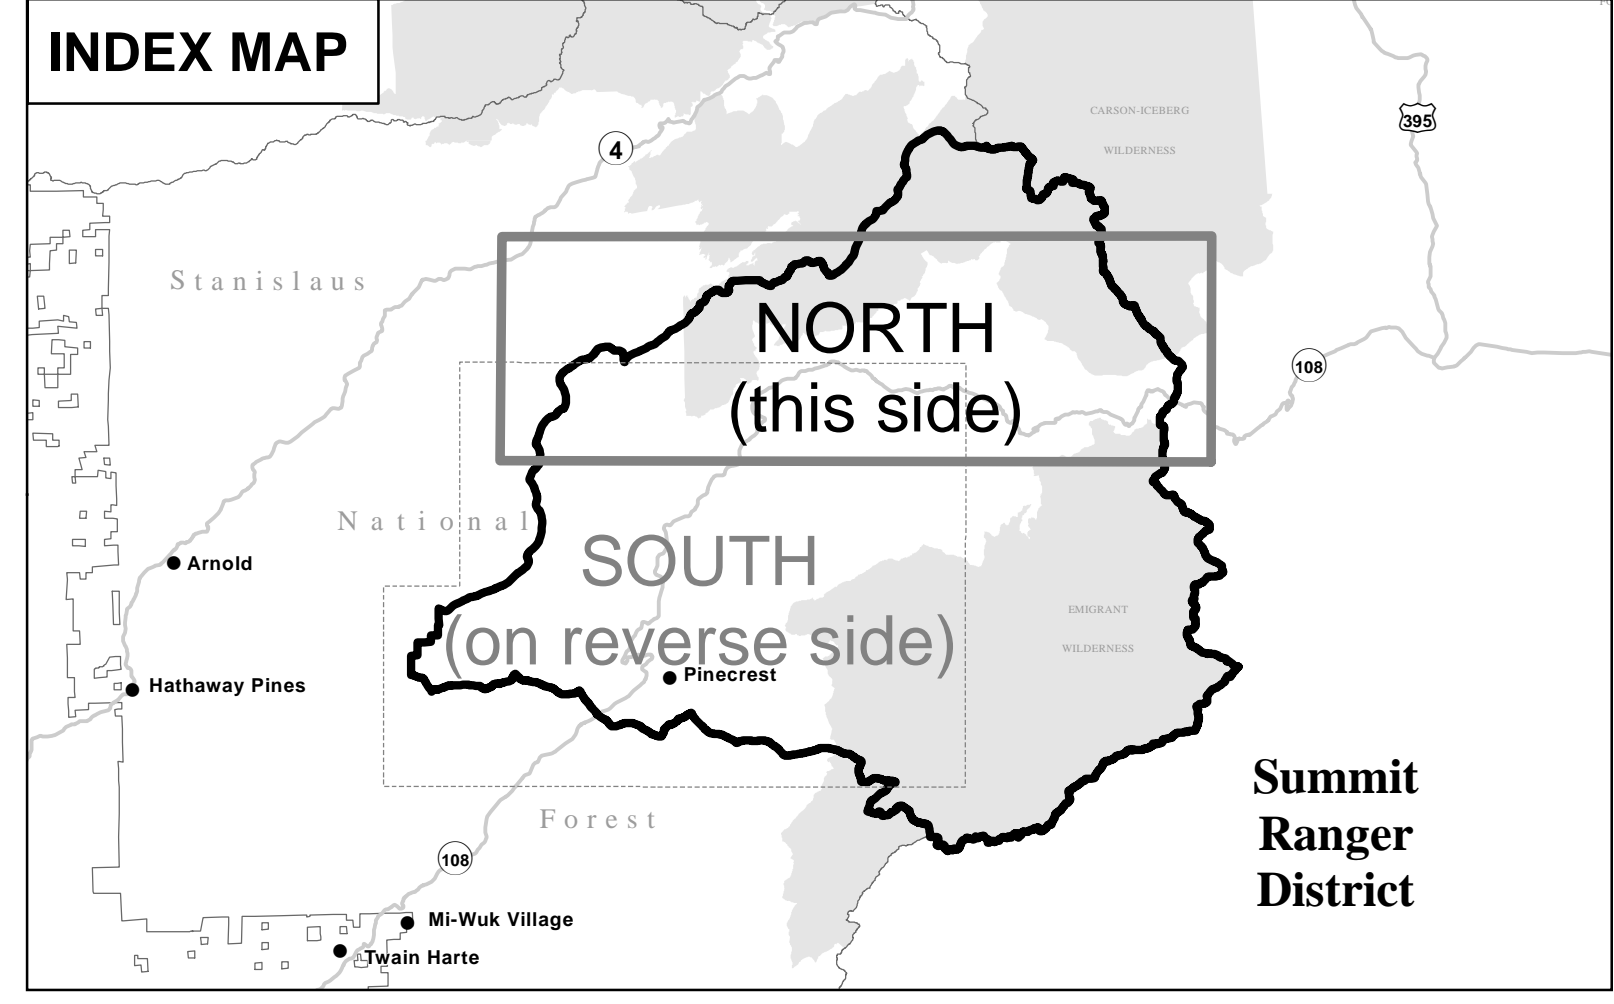 INDEX MAP
CARSON-ICEBERG
WILDERNESS
395
4
Stanislaus
NORTH
(this side)
108
National
SOUTH
(on reverse side)
Arnold
EMIGRANT
WILDERNESS
Pinecrest
Hathaway Pines
Summit
Ranger
District
Forest
108
Mi-Wuk Village
Twain Harte